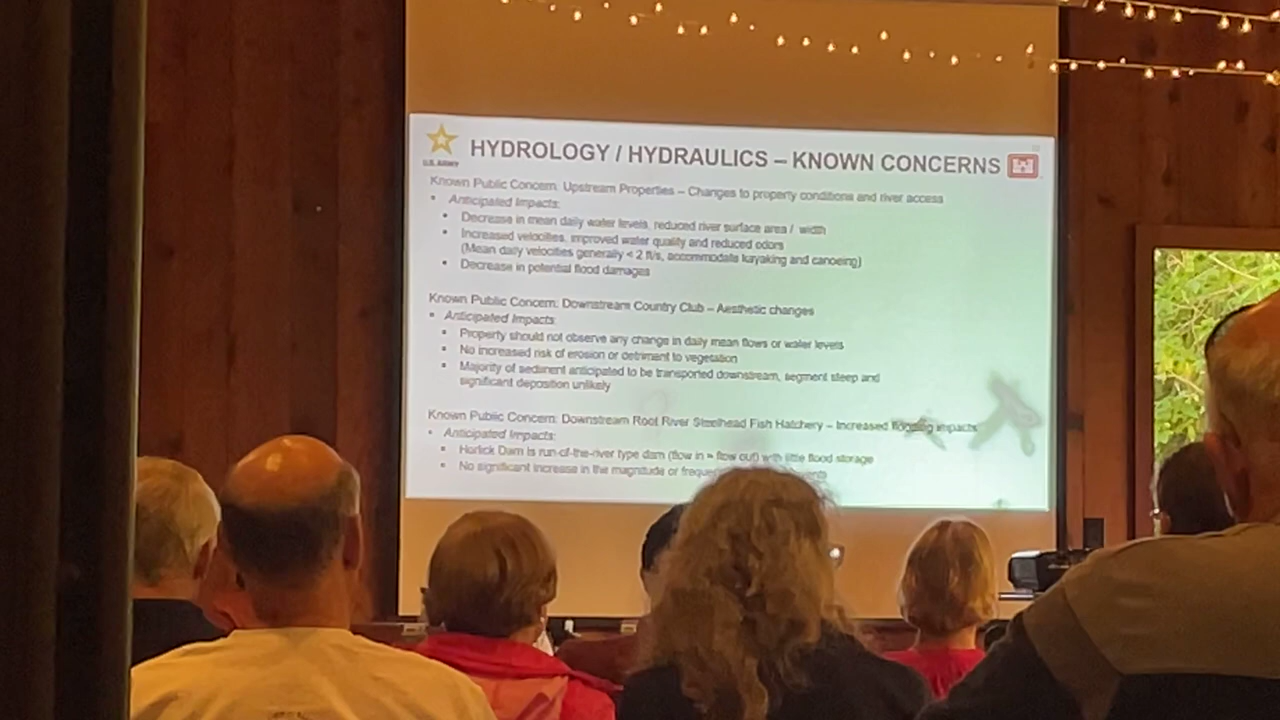 U.S. ARMY
HYDROLOGY / HYDRAULICS – KNOWN CONCERNS
Known Public Concern: Upstream Properties – Changes to property conditions and river access
• Anticipated Impacts:
• Decrease in mean daily water levels, reduced river surface area / width
• Increased velocities, improved water quality and reduced odors
(Mean daily velocities generally < 2 ft/s, accommodate kayaking and canoeing)
• Decrease in potential flood damages
Known Public Concern: Downstream Country Club – Aesthetic changes
• Anticipated Impacts:
• Property should not observe any change in daily mean flows or water levels
• No increased risk of erosion or detriment to vegetation
• Majority of sediment anticipated to be transported downstream, segment steep and
significant deposition unlikely
Known Public Concern: Downstream Root River Steelhead Fish Hatchery – Increased flooding impacts
• Anticipated Impacts:
• Horlick Dam is run-of-the-river type dam (flow in ≈ flow out) with little flood storage
• No significant increase in the magnitude or